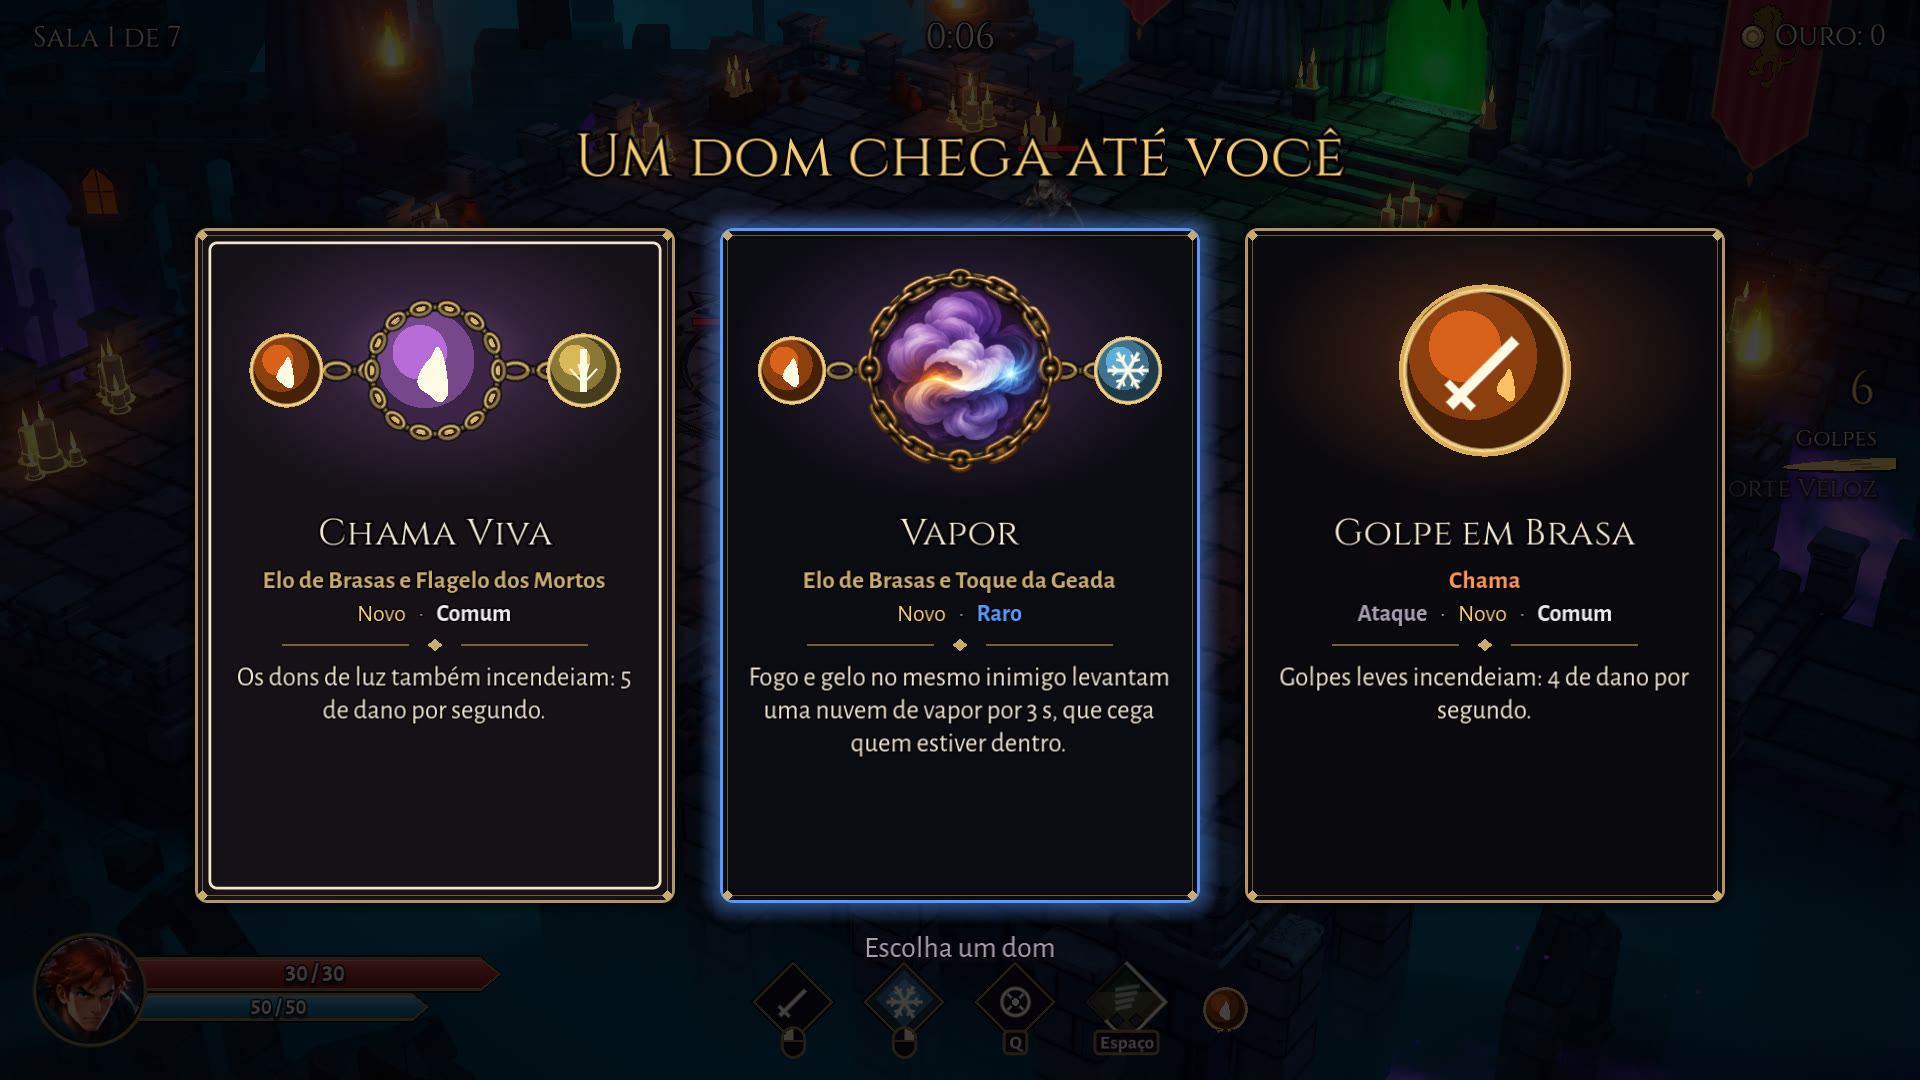 Sala 1 de 7
0:06
Ouro: 0
Um dom chega até você
Chama Viva
Elo de Brasas e Flagelo dos Mortos
Novo · Comum
Os dons de luz também incendeiam: 5
de dano por segundo.
Vapor
Elo de Brasas e Toque da Geada
Novo · Raro
Fogo e gelo no mesmo inimigo levantam
uma nuvem de vapor por 3 s, que cega
quem estiver dentro.
Golpe em Brasa
Chama
Ataque · Novo · Comum
Golpes leves incendeiam: 4 de dano por
segundo.
6
Golpes
orte Veloz
Escolha um dom
30/30
50/50
Q
Espaço